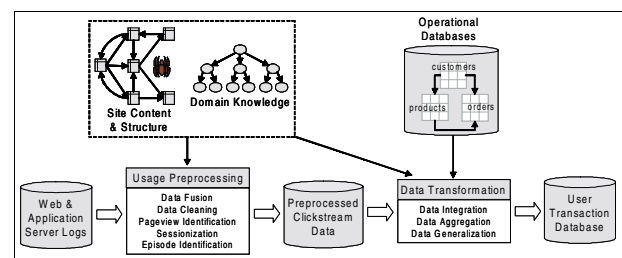 Operational
Databases
customers
products
orders
Site Content
& Structure
Domain Knowledge
Usage Preprocessing
Data Fusion
Data Cleaning
Pageview Identification
Sessionization
Episode Identification
Data Transformation
Data Integration
Data Aggregation
Data Generalization
Web &
Application
Server Logs
Preprocessed
Clickstream
Data
User
Transaction
Database